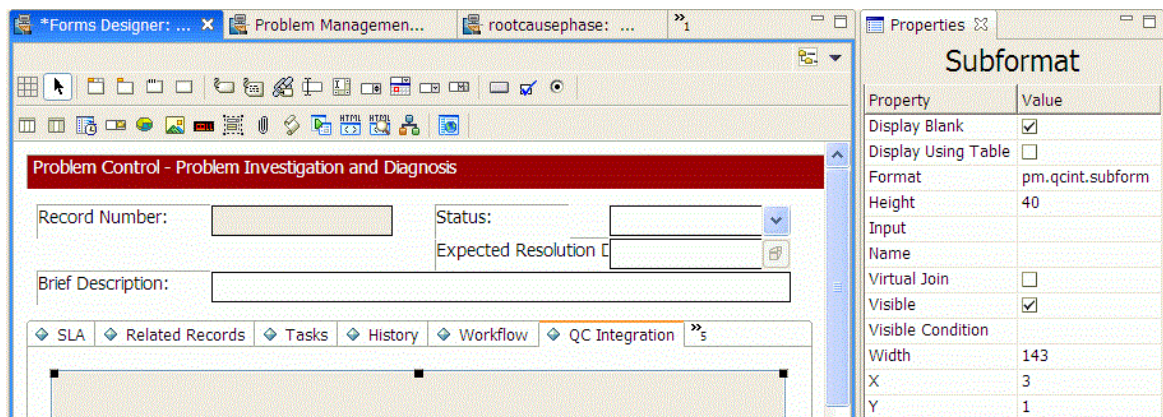 *Forms Designer: ... Problem Managemen... rootcausephase: ... »1
Problem Control - Problem Investigation and Diagnosis
Record Number:
Status:
Expected Resolution D
Brief Description:
SLA Related Records Tasks History Workflow QC Integration »5
Properties
Subformat
Property Value
Display Blank
Display Using Table
Format pm.qcint.subform
Height 40
Input
Name
Virtual Join
Visible
Visible Condition
Width 143
X 3
Y 1